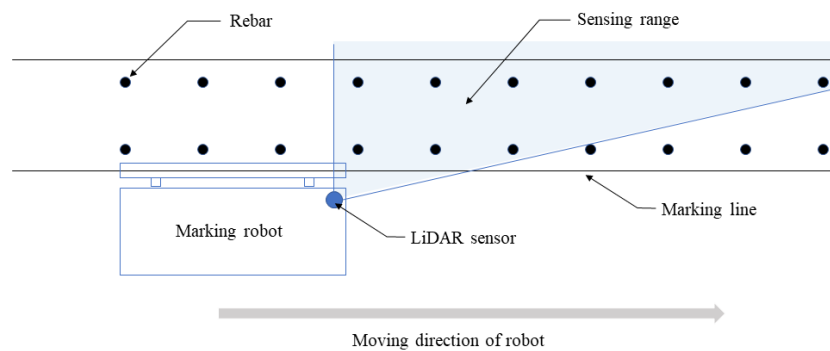 Rebar
Sensing range
Marking robot
LiDAR sensor
Marking line
Moving direction of robot